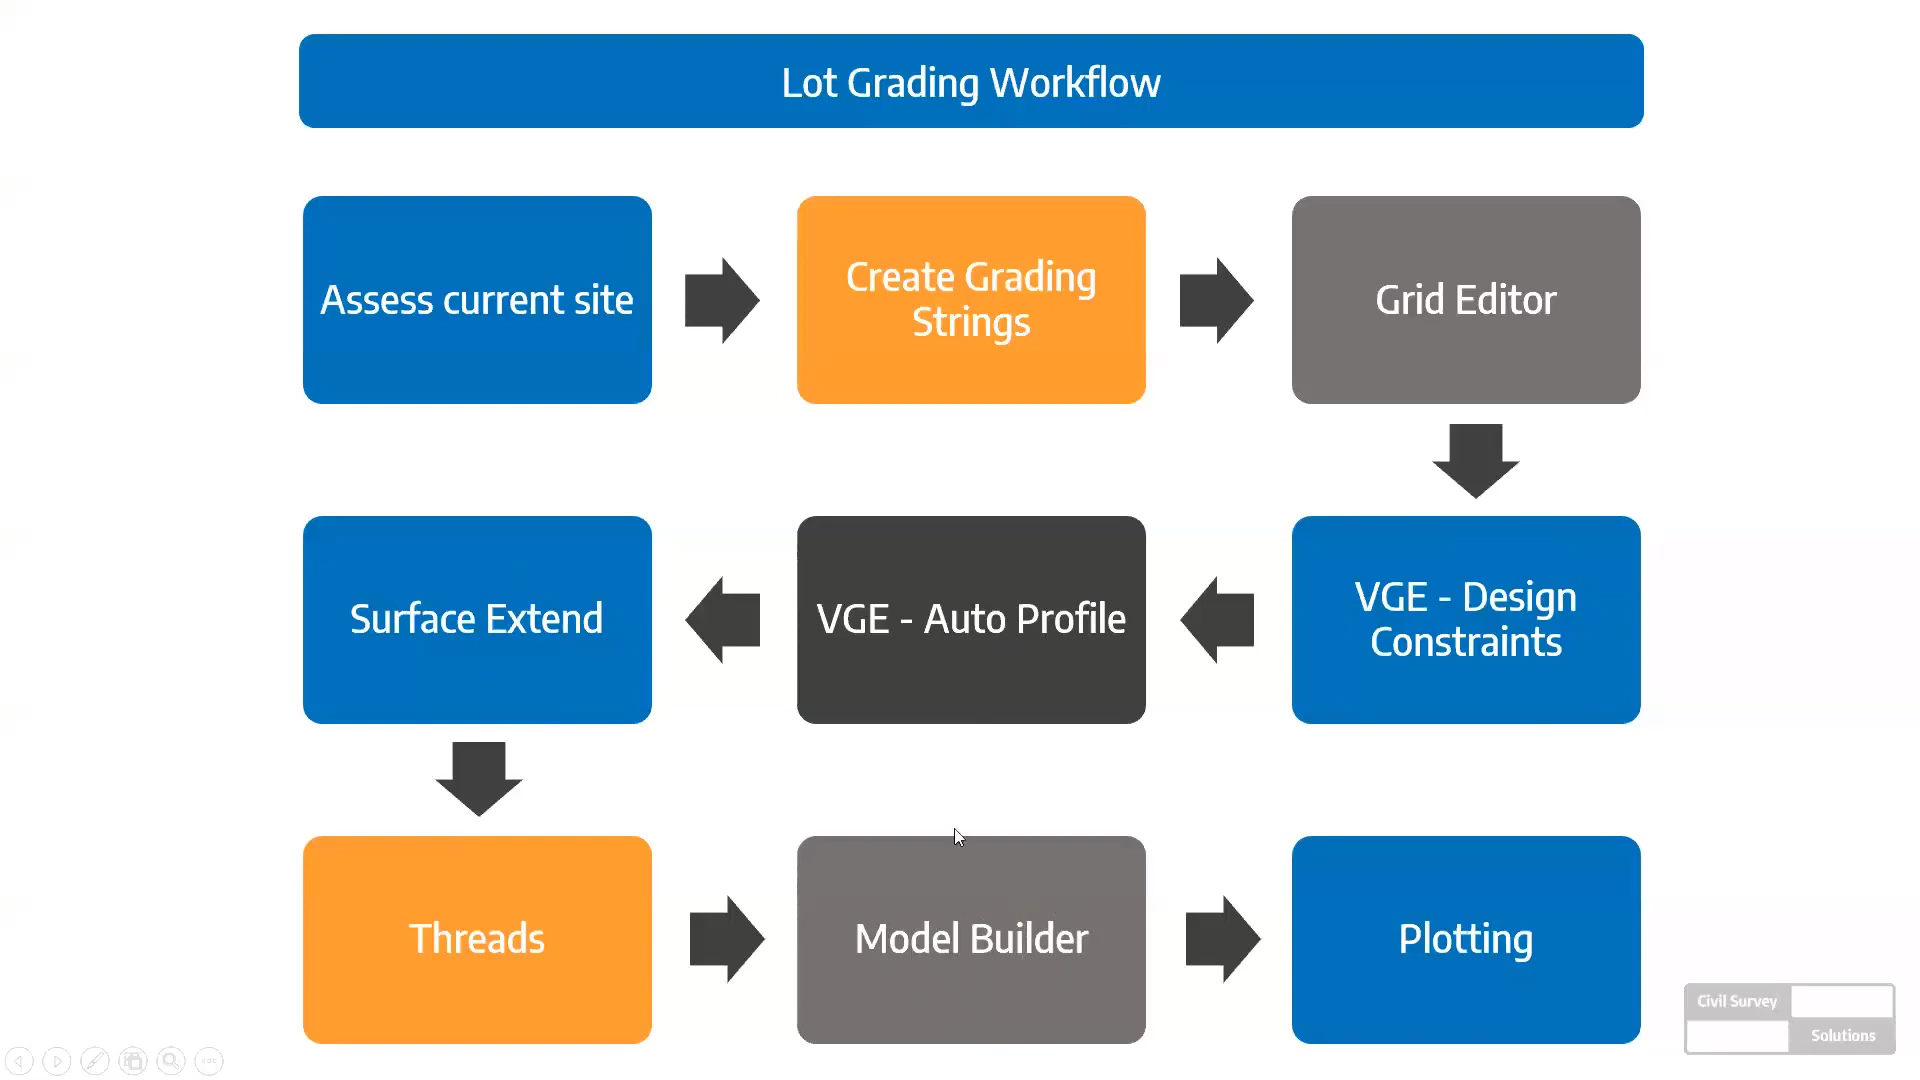 Lot Grading Workflow
Assess current site
Create Grading
Strings
Grid Editor
VGE - Design
Constraints
VGE - Auto Profile
Surface Extend
Threads
Model Builder
Plotting
Civil Survey
Solutions